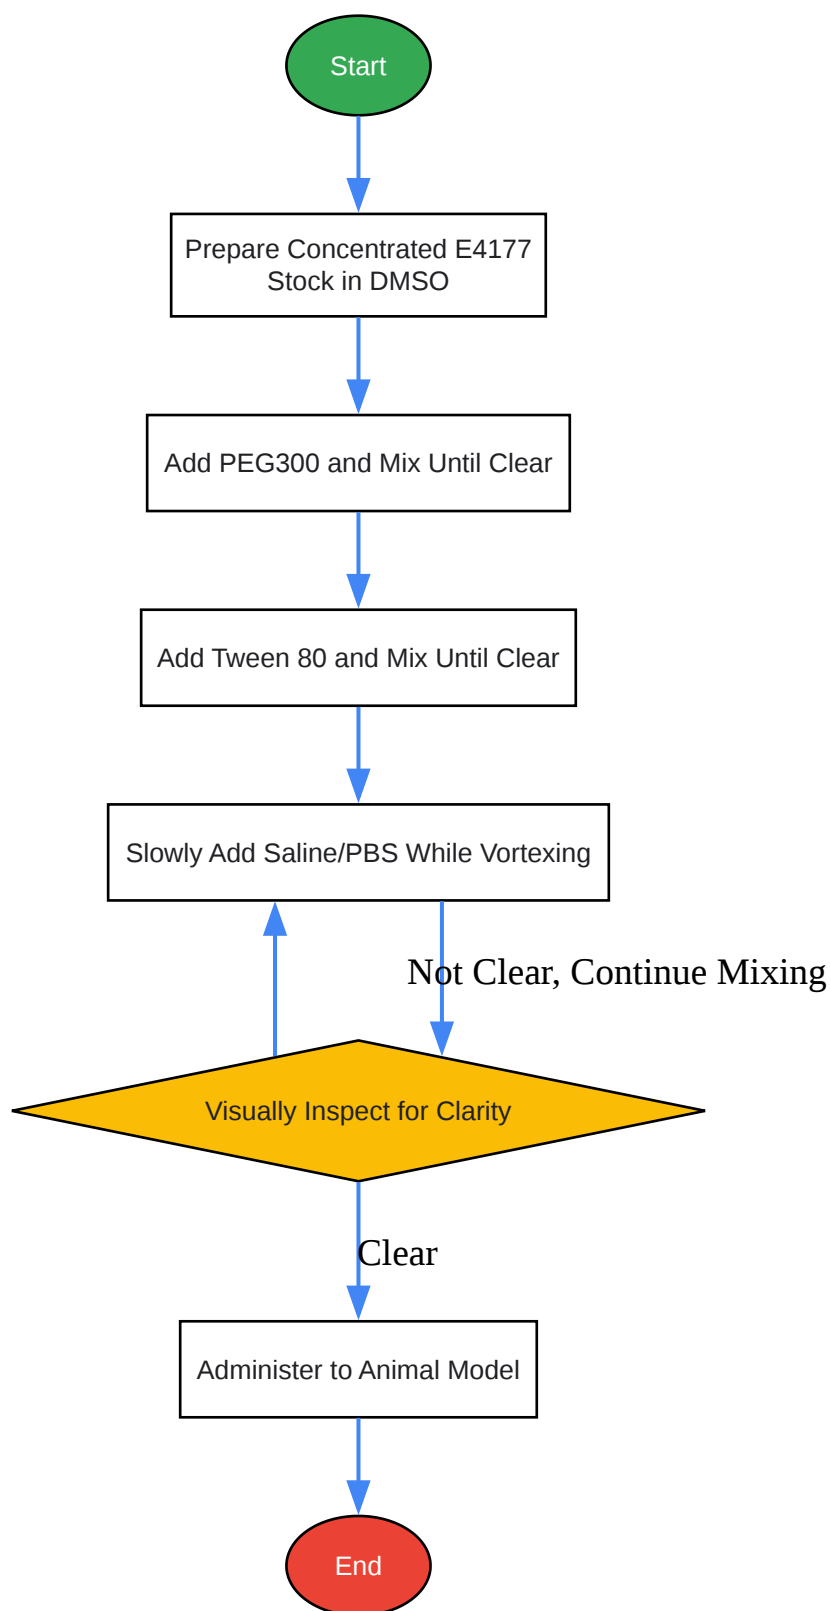 Start
Prepare Concentrated E4177
Stock in DMSO
Add PEG300 and Mix Until Clear
Add Tween 80 and Mix Until Clear
Slowly Add Saline/PBS While Vortexing
Not Clear, Continue Mixing
Visually Inspect for Clarity
Clear
Administer to Animal Model
End